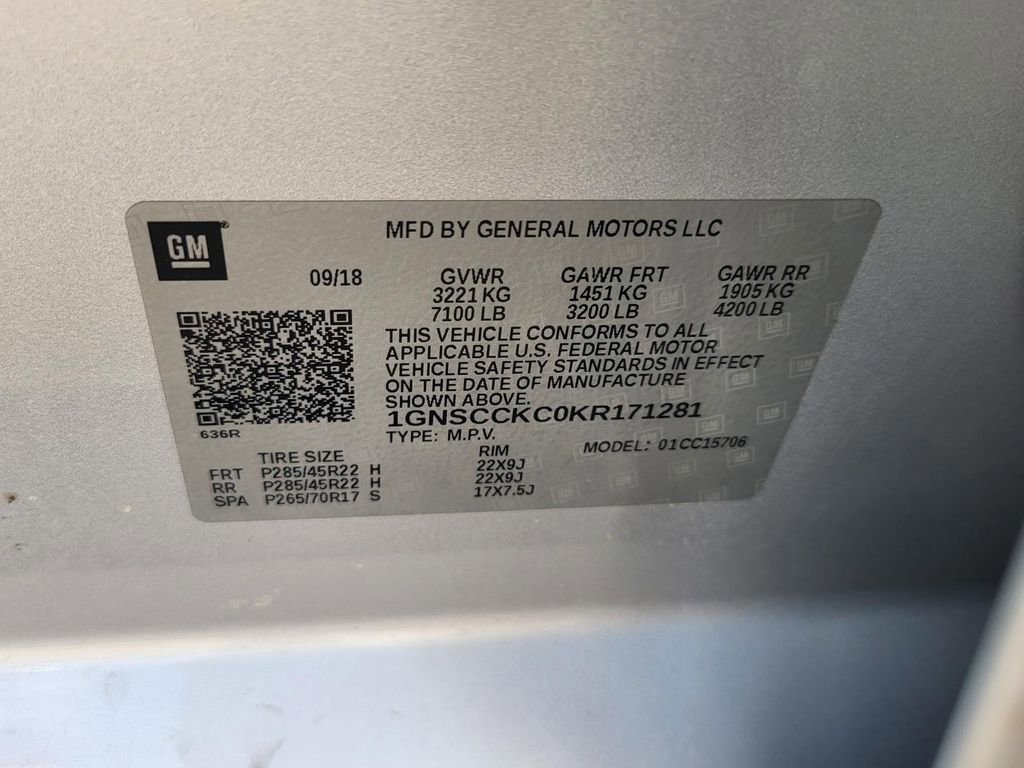 GM
MFD BY GENERAL MOTORS LLC
09/18 GVWR GAWR FRT GAWR RR
3221 KG 1451 KG 1905 KG
7100 LB 3200 LB 4200 LB
THIS VEHICLE CONFORMS TO ALL
APPLICABLE U.S. FEDERAL MOTOR
VEHICLE SAFETY STANDARDS IN EFFECT
ON THE DATE OF MANUFACTURE
SHOWN ABOVE.
1GNSCCKC0KR171281
636R
TYPE: M.P.V. MODEL: 01CC15706
TIRE SIZE RIM
FRT P285/45R22 H 22X9J
RR P285/45R22 H 22X9J
SPA P265/70R17 S 17X7.5J